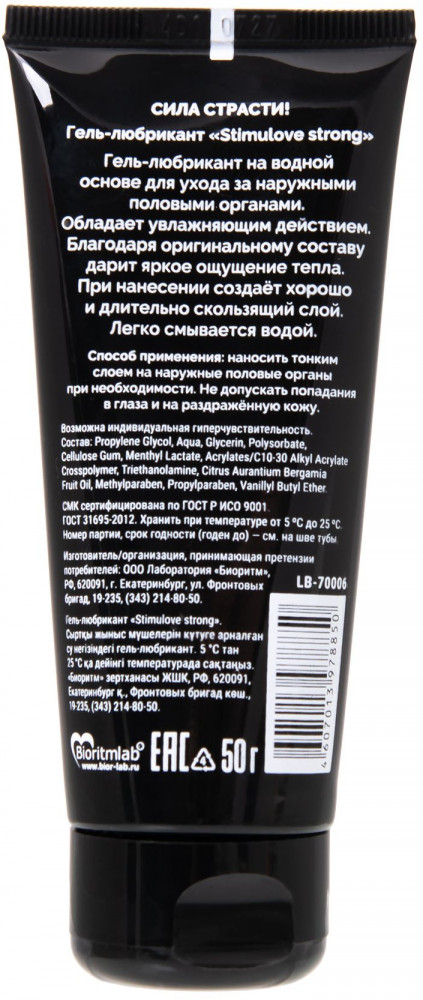 СИЛА СТРАСТИ!
Гель-любрикант «Stimulove strong»
Гель-любрикант на водной
основе для ухода за наружными
половыми органами.
Обладает увлажняющим действием.
Благодаря оригинальному составу
дарит яркое ощущение тепла.
При нанесении создаёт хорошо
и длительно скользящий слой.
Легко смывается водой.
Способ применения: наносить тонким
слоем на наружные половые органы
при необходимости. Не допускать попадания
в глаза и на раздражённую кожу.
Возможна индивидуальная гиперчувствительность.
Состав: Propylene Glycol, Aqua, Glycerin, Polysorbate,
Cellulose Gum, Menthyl Lactate, Acrylates/C10-30 Alkyl Acrylate
Crosspolymer, Triethanolamine, Citrus Aurantium Bergamia
Fruit Oil, Methylparaben, Propylparaben, Vanillyl Butyl Ether.
СМК сертифицирована по ГОСТ Р ИСО 9001.
ГОСТ 31695-2012. Хранить при температуре от 5 °С до 25 °С.
Номер партии, срок годности (годен до) — см. на шве тубы.
Изготовитель/организация, принимающая претензии
потребителей: ООО Лаборатория «Биоритм»,
РФ, 620091, г. Екатеринбург, ул. Фронтовых
бригад, 19-235, (343) 214-80-50.
LB-70006
Гель-любрикант «Stimulove strong».
Сыртқы жыныс мүшелерін күтуге арналған
су негізіндегі гель-любрикант. 5 °С тан
25 °С қа дейінгі температурада сақтаңыз.
«Биоритм» зертханасы ЖШК, РФ, 620091,
Екатеринбург қ., Фронтовых бригад көш.,
19-235, (343) 214-80-50.
4607013978850
Bioritmlab®
www.bior-lab.ru
EAC
4
50 г